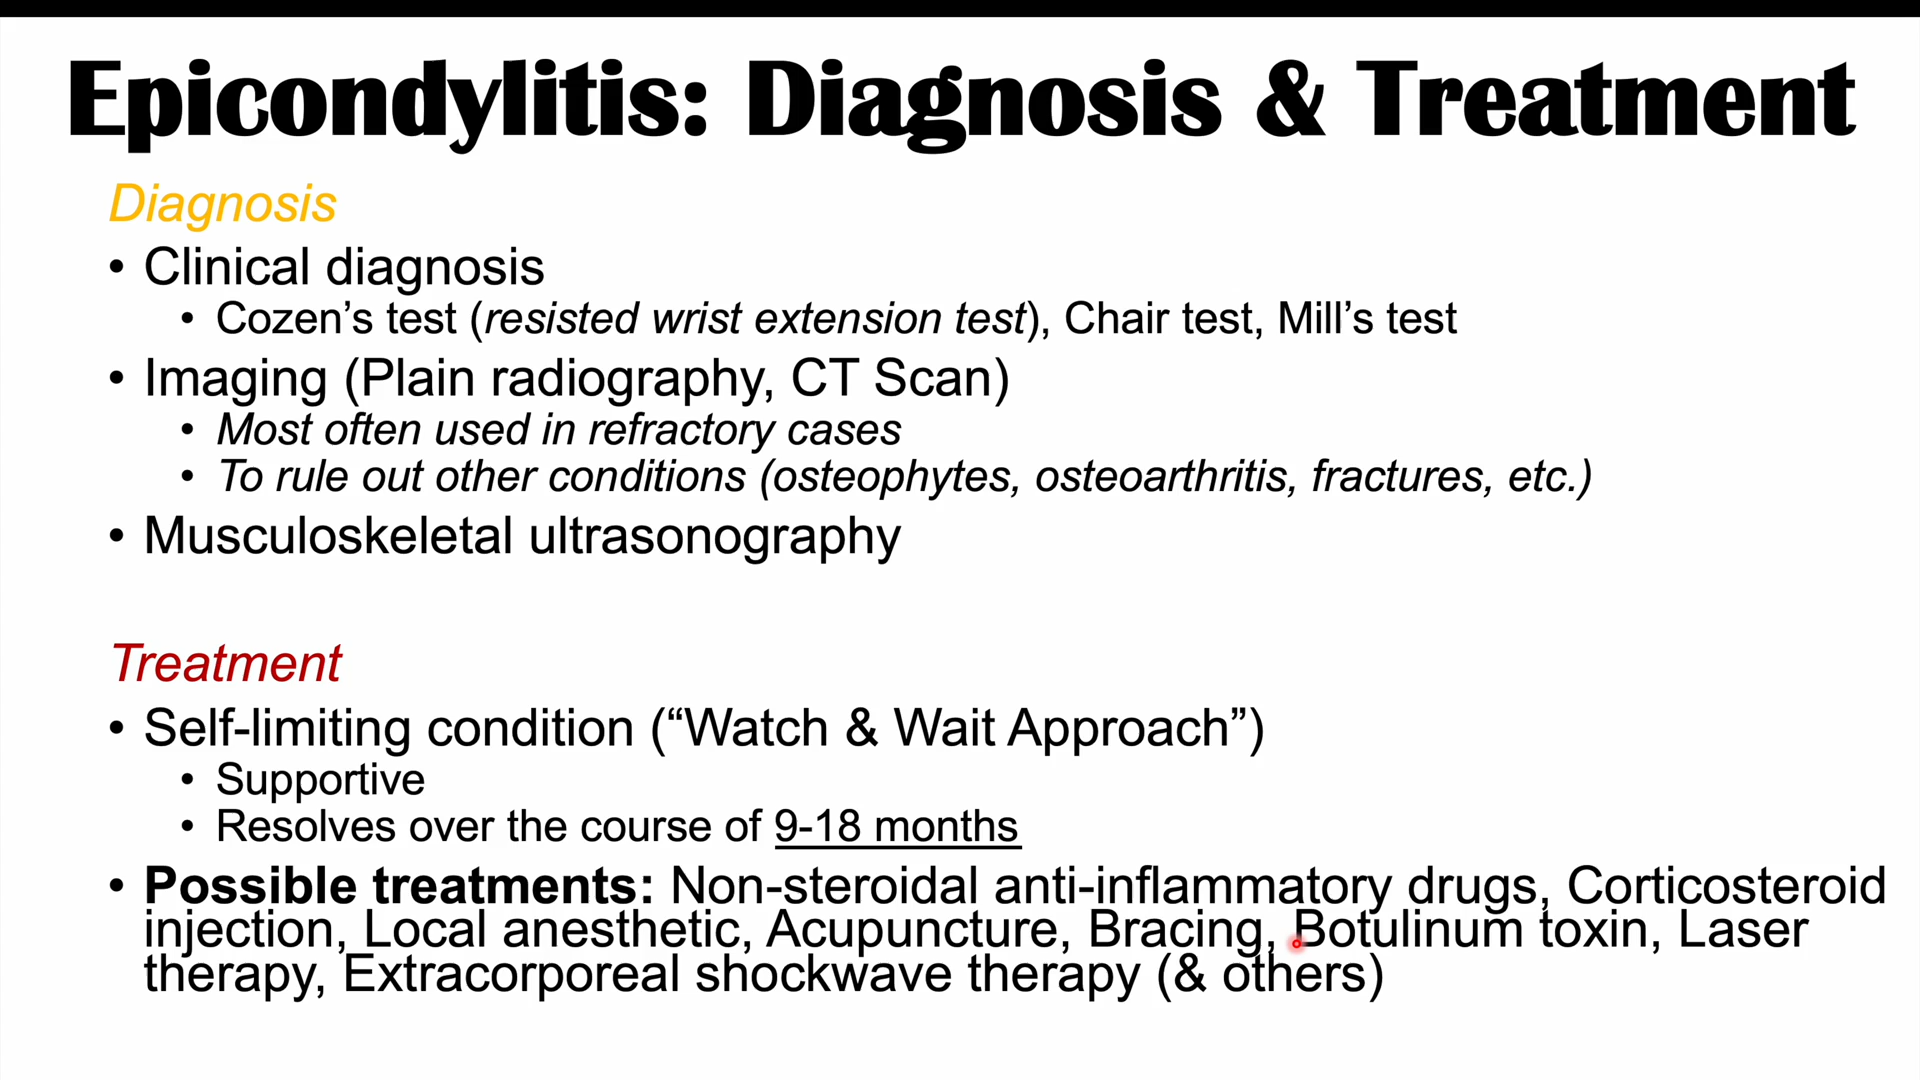 Epicondylitis: Diagnosis & Treatment
Diagnosis
• Clinical diagnosis
• Cozen’s test (resisted wrist extension test), Chair test, Mill’s test
• Imaging (Plain radiography, CT Scan)
• Most often used in refractory cases
• To rule out other conditions (osteophytes, osteoarthritis, fractures, etc.)
• Musculoskeletal ultrasonography
Treatment
• Self-limiting condition (“Watch & Wait Approach”)
• Supportive
• Resolves over the course of 9-18 months
• Possible treatments: Non-steroidal anti-inflammatory drugs, Corticosteroid
injection, Local anesthetic, Acupuncture, Bracing, Botulinum toxin, Laser
therapy, Extracorporeal shockwave therapy (& others)